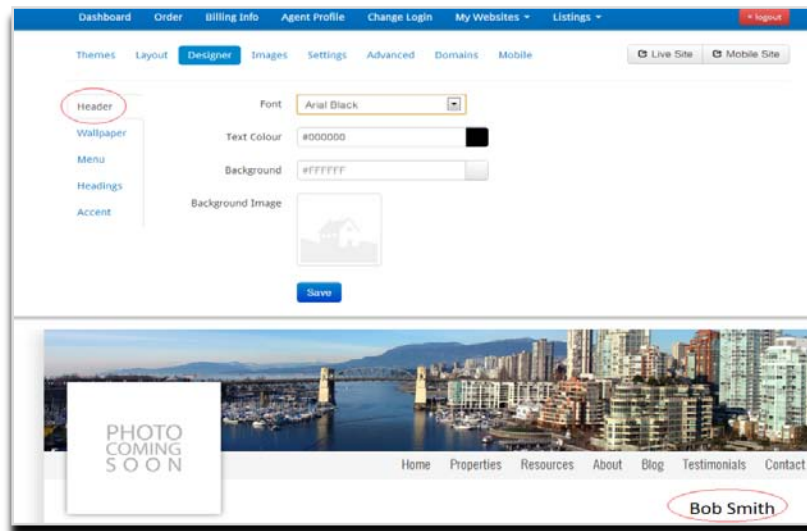 Dashboard Order Billing Info Agent Profile Change Login My Websites Listings logout
Themes Layout Designer Images Settings Advanced Domains Mobile Live Site Mobile Site
Header
Font Arial Black
Wallpaper
Text Colour #000000
Menu
Background #FFFFFF
Headings
Background Image
Accent
Save
PHOTO
COMING
SOON
Home Properties Resources About Blog Testimonials Contact
Bob Smith